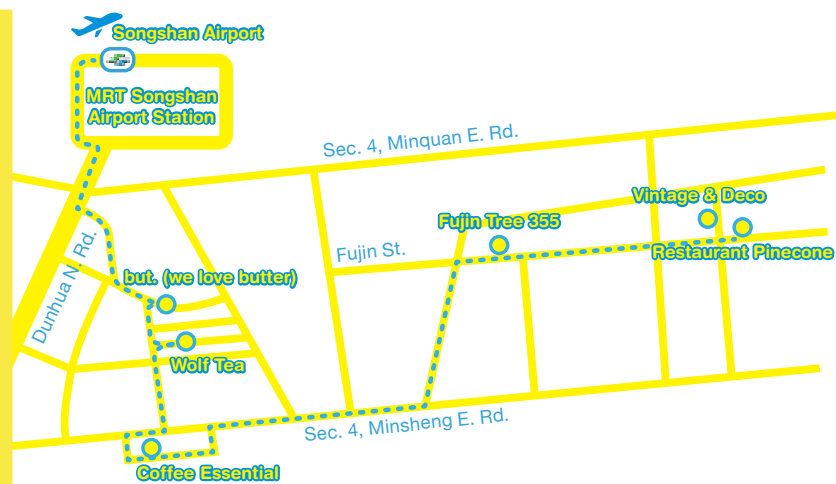 Songshan Airport
MRT Songshan
Airport Station
Sec. 4, Minquan E. Rd.
Vintage & Deco
Fujin Tree 355
Fujin St.
Restaurant Pinecone
Dunhua N. Rd.
but. (we love butter)
Wolf Tea
Sec. 4, Minsheng E. Rd.
Coffee Essential